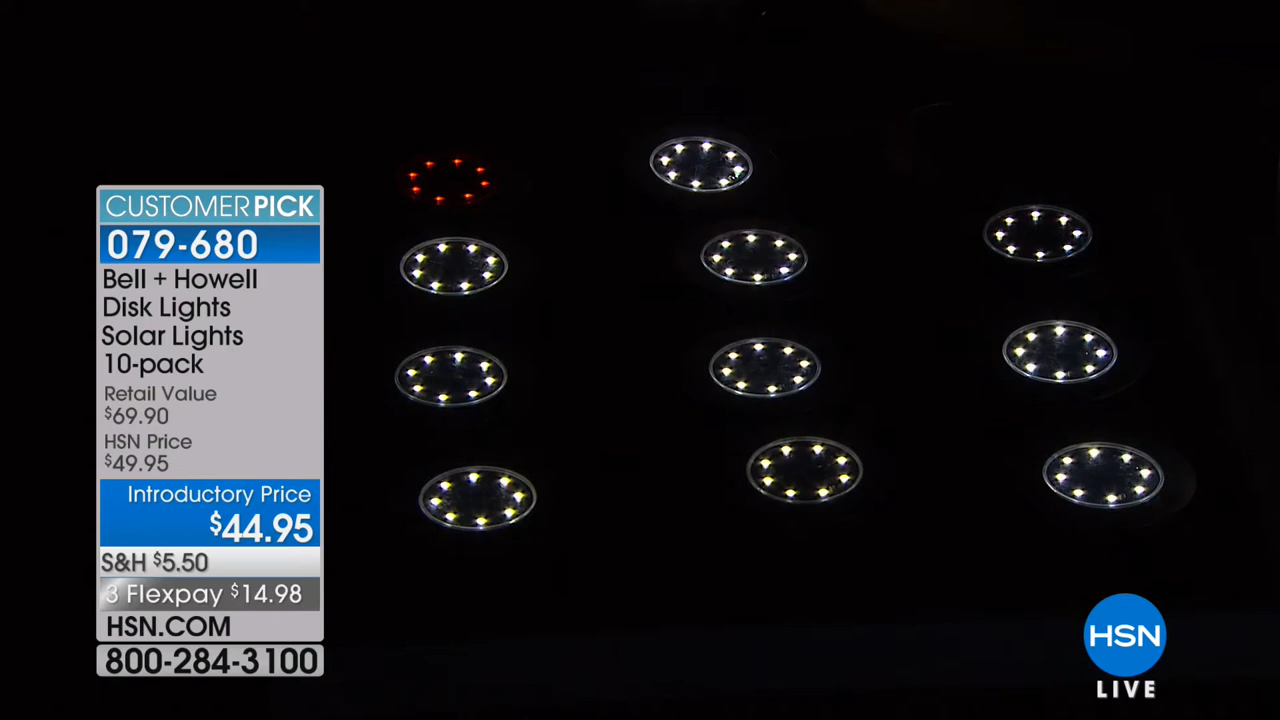 CUSTOMERPICK
079-680
Bell + Howell
Disk Lights
Solar Lights
10-pack
Retail Value
$69.90
HSN Price
$49.95
Introductory Price
$44.95
S&H $5.50
3 Flexpay $14.98
HSN.COM
800-284-3100
HSN
LIVE